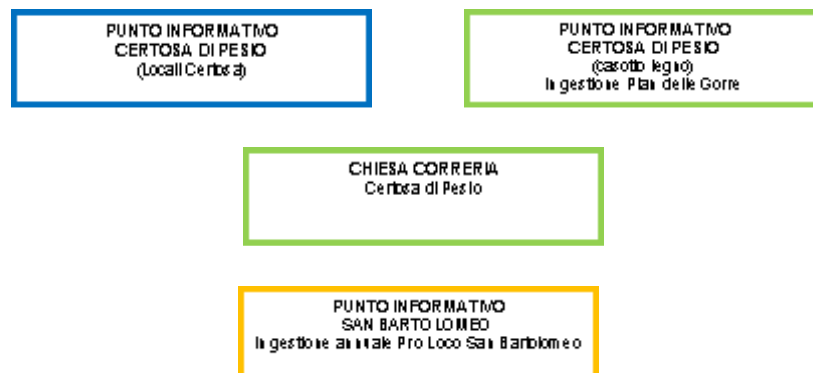 PUNTO INFORMATIVO
CERTOSA DI PESIO
(Locali Certosa)
PUNTO INFORMATIVO
CERTOSA DI PESIO
(casotto legno)
In gestione Pian delle Gorre
CHIESA CORRERIA
Certosa di Pesio
PUNTO INFORMATIVO
SAN BARTOLOMEO
In gestione annuale Pro Loco San Bartolomeo